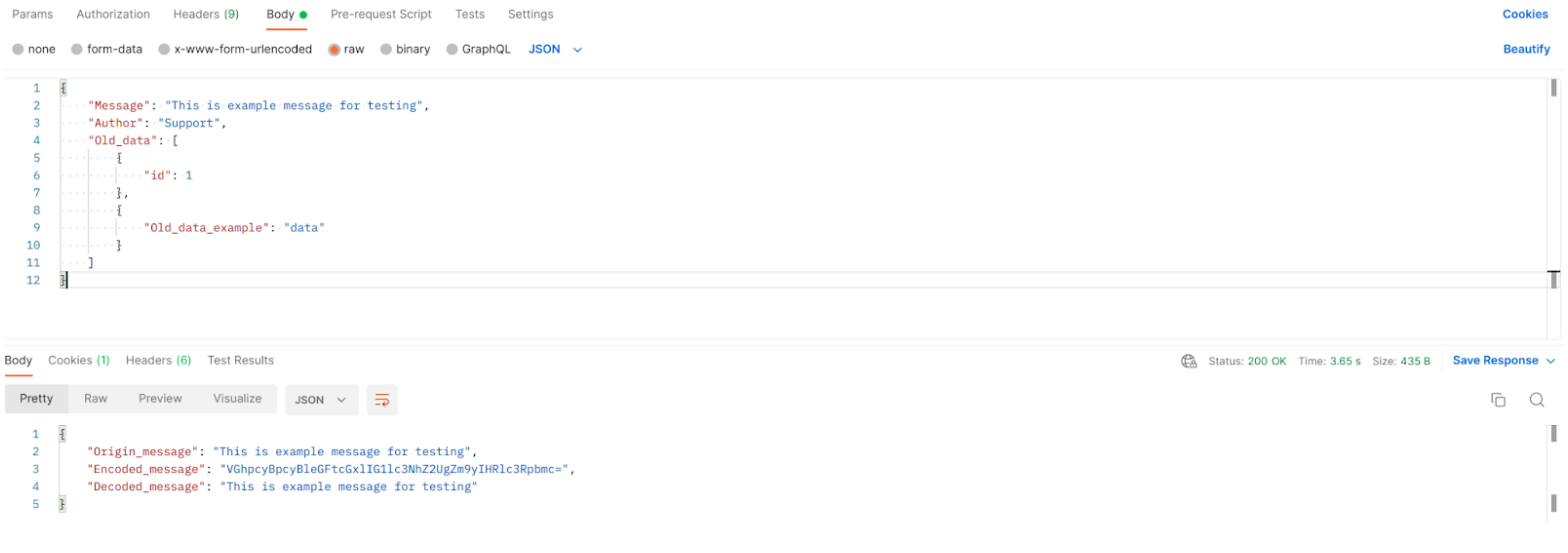 Params Authorization Headers (9) Body Pre-request Script Tests Settings Cookies
none form-data x-www-form-urlencoded raw binary GraphQL JSON Beautify
1 {
2 "Message": "This is example message for testing",
3 "Author": "Support",
4 "Old_data": [
5 {
6 "id": 1
7 },
8 {
9 "Old_data_example": "data"
10 }
11 ]
12 }
Body Cookies (1) Headers (6) Test Results Status: 200 OK Time: 3.65 s Size: 435 B Save Response
Pretty Raw Preview Visualize JSON
1 {
2 "Origin_message": "This is example message for testing",
3 "Encoded_message": "VGhpcyBpcyBleGFtcGxlIG1lc3NhZ2UgZm9yIHRlc3Rpbmc=",
4 "Decoded_message": "This is example message for testing"
5 }